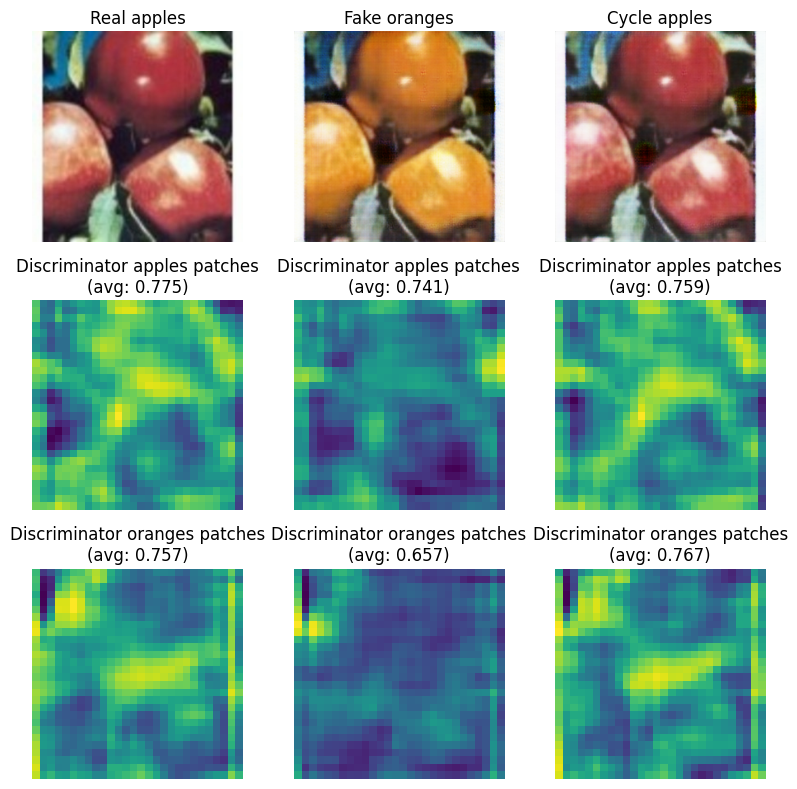 Real apples
Fake oranges
Cycle apples
Discriminator apples patches
(avg: 0.775)
Discriminator apples patches
(avg: 0.741)
Discriminator apples patches
(avg: 0.759)
Discriminator oranges patches
(avg: 0.757)
Discriminator oranges patches
(avg: 0.657)
Discriminator oranges patches
(avg: 0.767)